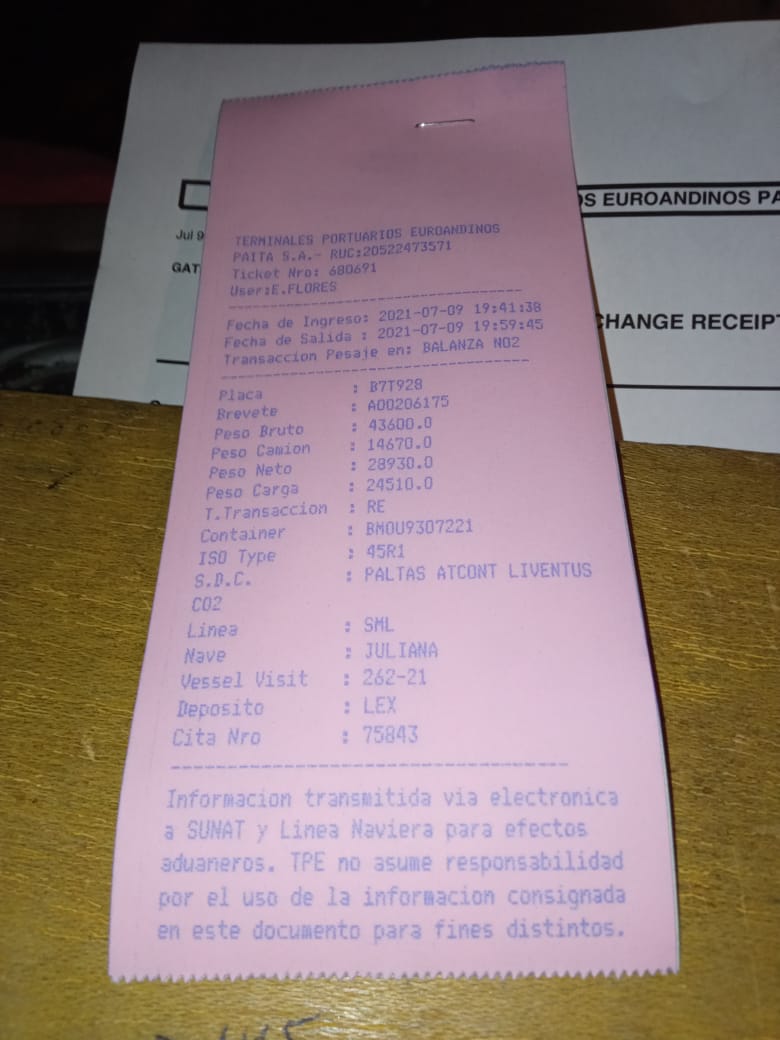 S EUROANDINOS PA
Jul 9
GAT
CHANGE RECEIPT
TERMINALES PORTUARIOS EUROANDINOS
PAITA S.A.- RUC:20522473571
Ticket Nro: 680691
User:E.FLORES
Fecha de Ingreso: 2021-07-09 19:41:38
Fecha de Salida : 2021-07-09 19:59:45
Transaccion Pesaje en: BALANZA NO2
Placa : B7T928
Brevete : A00206175
Peso Bruto : 43600.0
Peso Camion : 14670.0
Peso Neto : 28930.0
Peso Carga : 24510.0
T.Transaccion : RE
Container : BMOU9307221
ISO Type : 45R1
S.D.C. : PALTAS ATCONT LIVENTUS
CO2
Linea : SML
Nave : JULIANA
Vessel Visit : 262-21
Deposito : LEX
Cita Nro : 75843
Informacion transmitida via electronica
a SUNAT y Linea Naviera para efectos
aduaneros. TPE no asume responsabilidad
por el uso de la informacion consignada
en este documento para fines distintos.